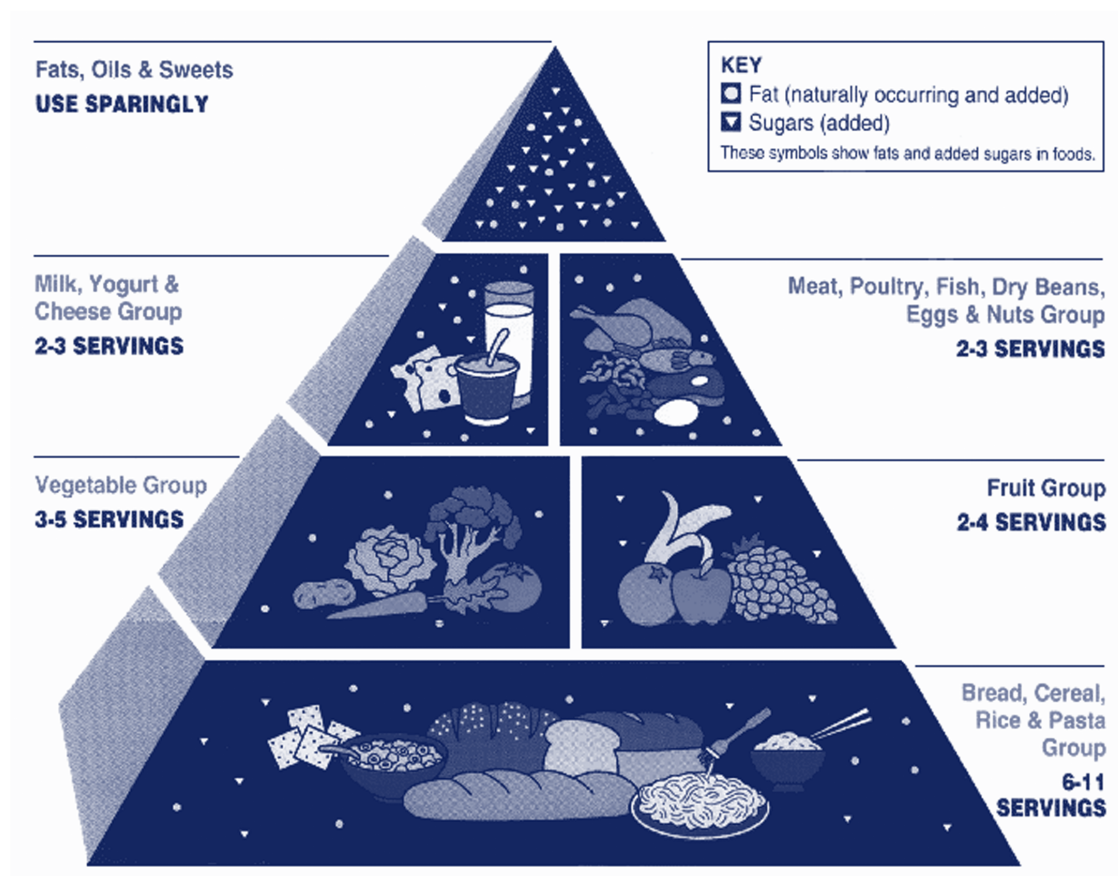 Fats, Oils & Sweets
USE SPARINGLY
KEY
Fat (naturally occurring and added)
Sugars (added)
These symbols show fats and added sugars in foods.
Milk, Yogurt &
Cheese Group
2-3 SERVINGS
Meat, Poultry, Fish, Dry Beans,
Eggs & Nuts Group
2-3 SERVINGS
Vegetable Group
3-5 SERVINGS
Fruit Group
2-4 SERVINGS
Bread, Cereal,
Rice & Pasta
Group
6-11
SERVINGS